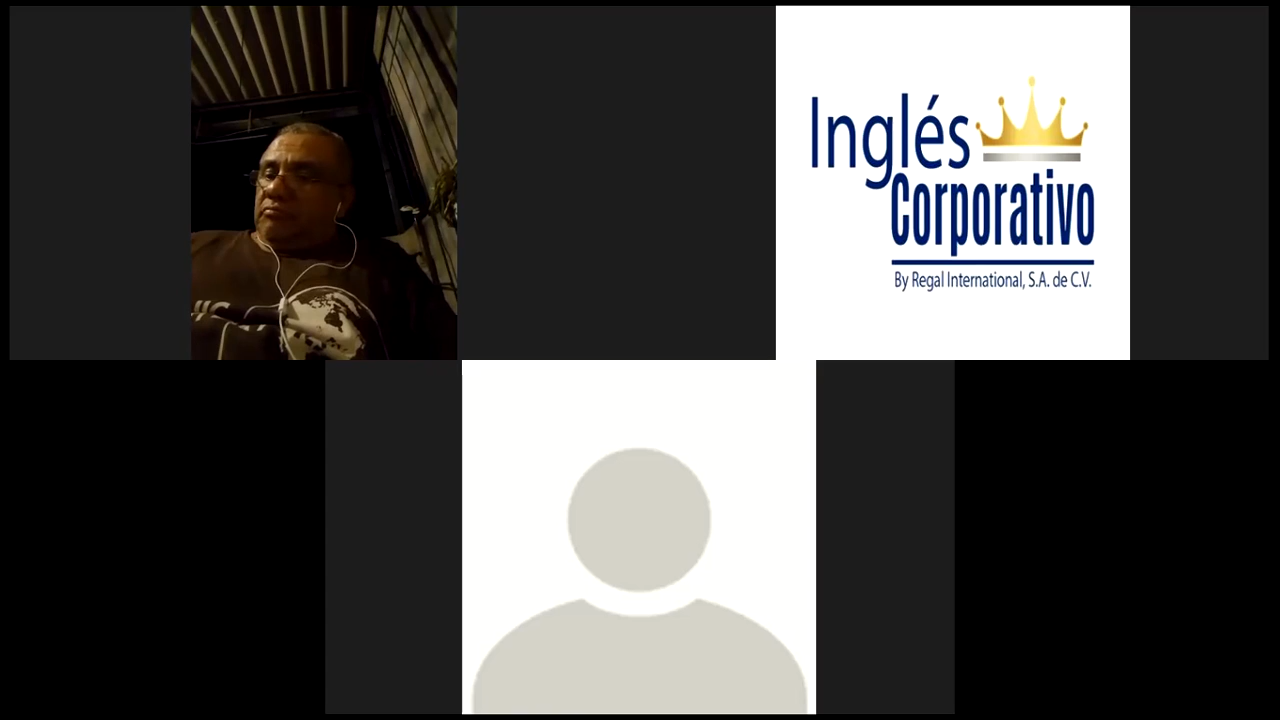 Inglés
Corporativo
By Regal International, S.A. de C.V.